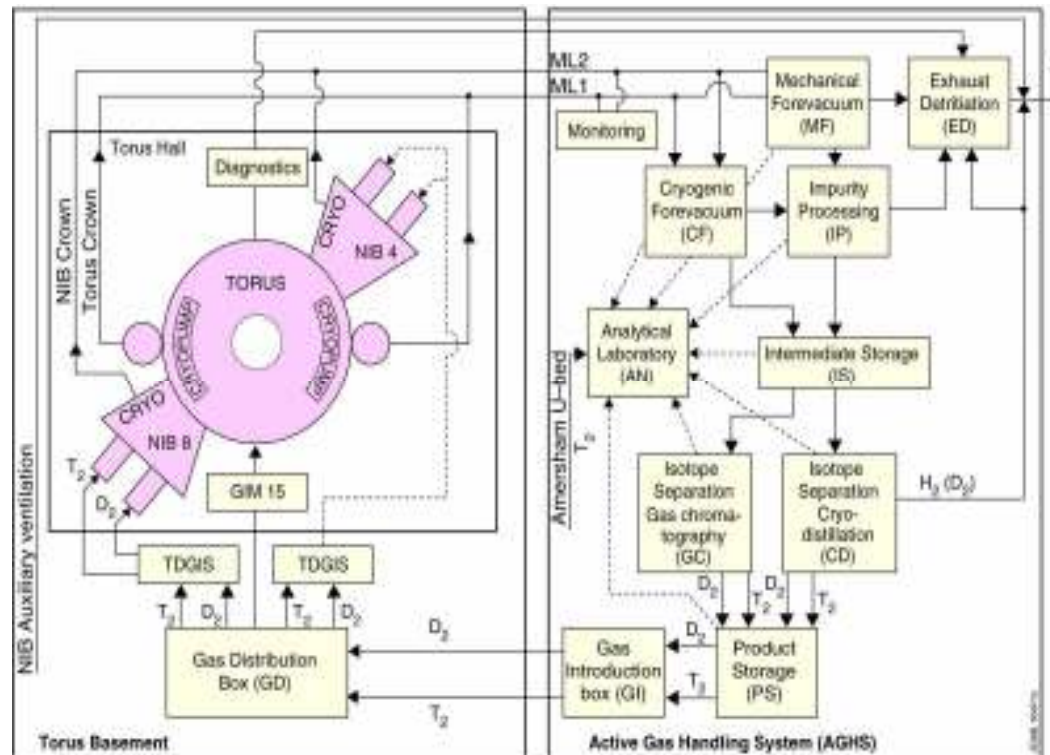 ML2
ML1
Mechanical
Forevacuum
(MF)
Exhaust
Detritiation
(ED)
Monitoring
Torus Hall
Diagnostics
NIB Crown
Torus Crown
CRYO
NIB 4
Cryogenic
Forevacuum
(CF)
Impurity
Processing
(IP)
TORUS
CRYOPUMP
CRYOPUMP
Analytical
Laboratory
(AN)
Intermediate Storage
(IS)
CRYO
NIB 8
T2
D2
GIM 15
Amersham U-bed
T2
Isotope
Separation
Gas chroma-
tography
(GC)
Isotope
Separation
Cryo-
distillation
(CD)
H2 (D2)
NIB Auxiliary ventilation
TDGIS
TDGIS
T2
D2
T2
D2
D2
T2
D2
T2
Gas Distribution
Box (GD)
D2
T2
Gas
Introduction
box (GI)
D2
T2
Product
Storage
(PS)
Torus Basement
Active Gas Handling System (AGHS)